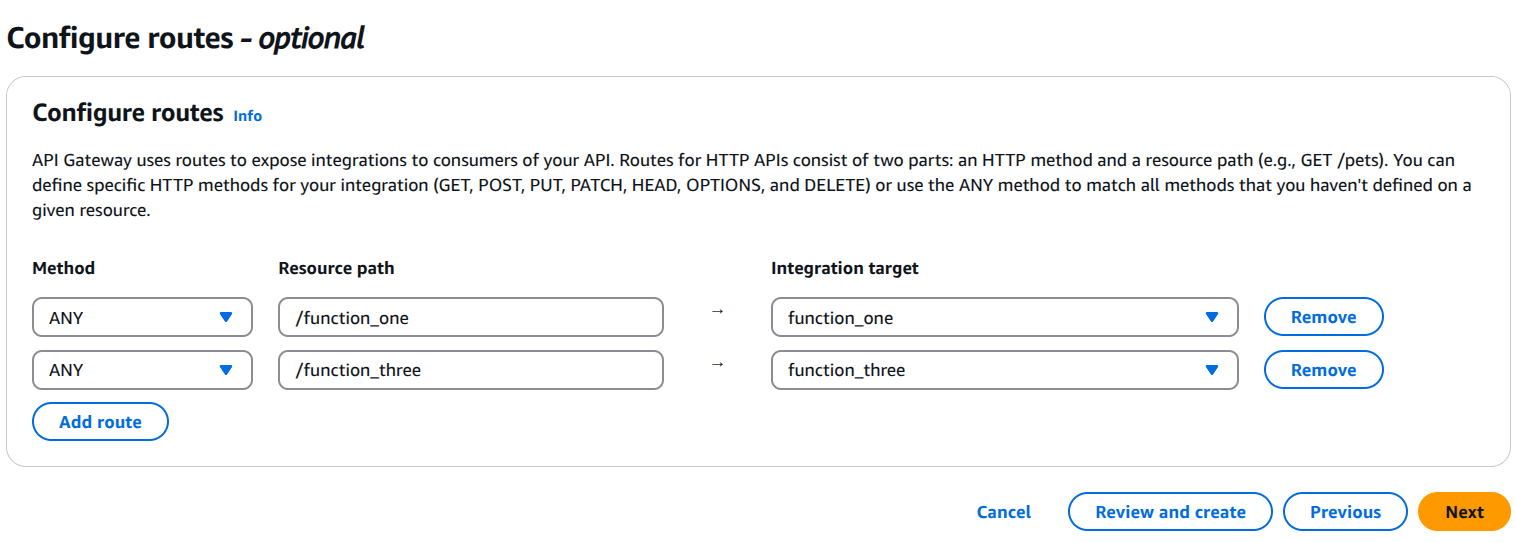 Configure routes – optional
Configure routes Info
API Gateway uses routes to expose integrations to consumers of your API. Routes for HTTP APIs consist of two parts: an HTTP method and a resource path (e.g., GET /pets). You can
define specific HTTP methods for your integration (GET, POST, PUT, PATCH, HEAD, OPTIONS, and DELETE) or use the ANY method to match all methods that you haven't defined on a
given resource.
Method Resource path Integration target
ANY /function_one → function_one Remove
ANY /function_three → function_three Remove
Add route
Cancel Review and create Previous Next